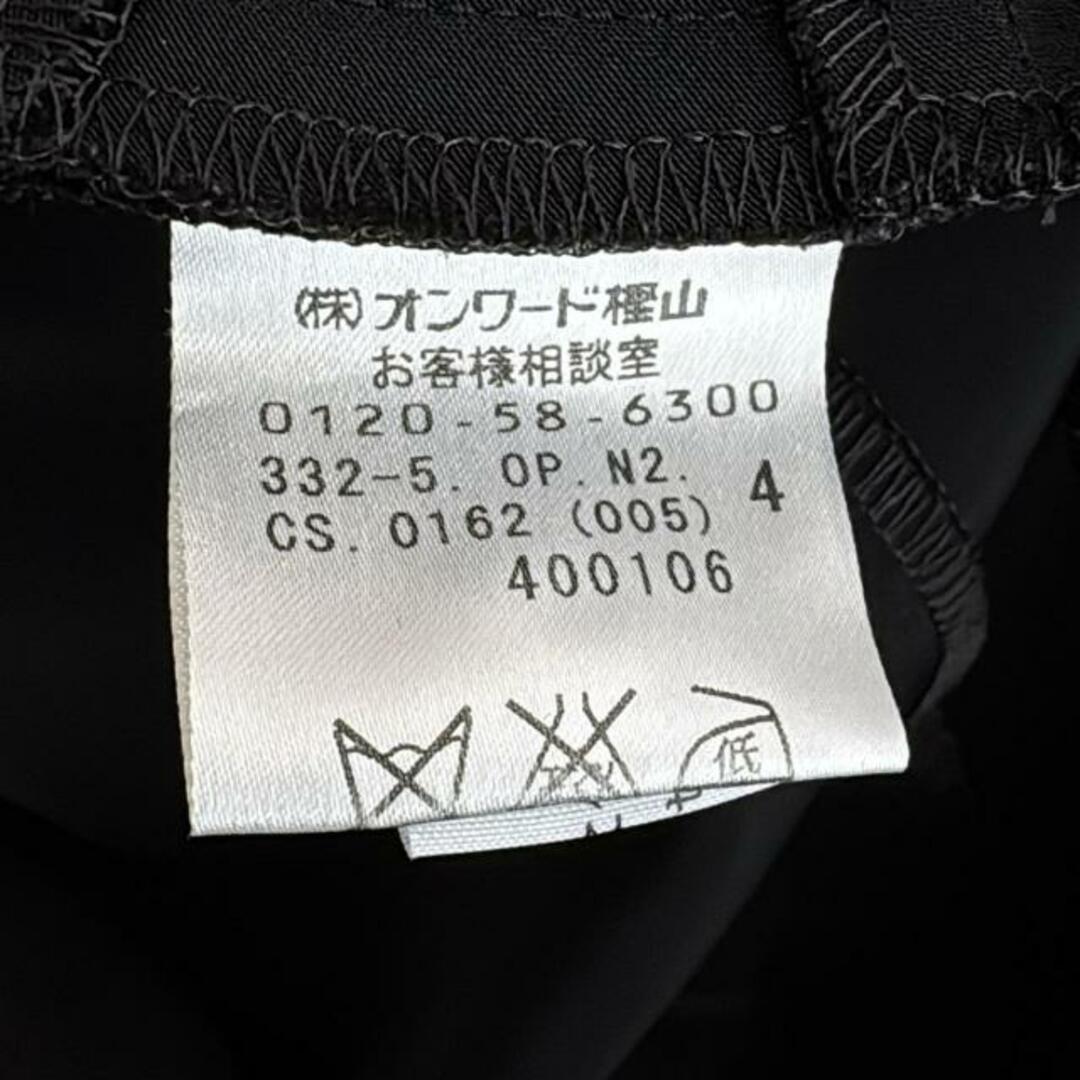 (株)オンワード樫山
お客様相談室
0120-58-6300
332-5. OP. N2.
CS. 0162 (005) 4
400106
低